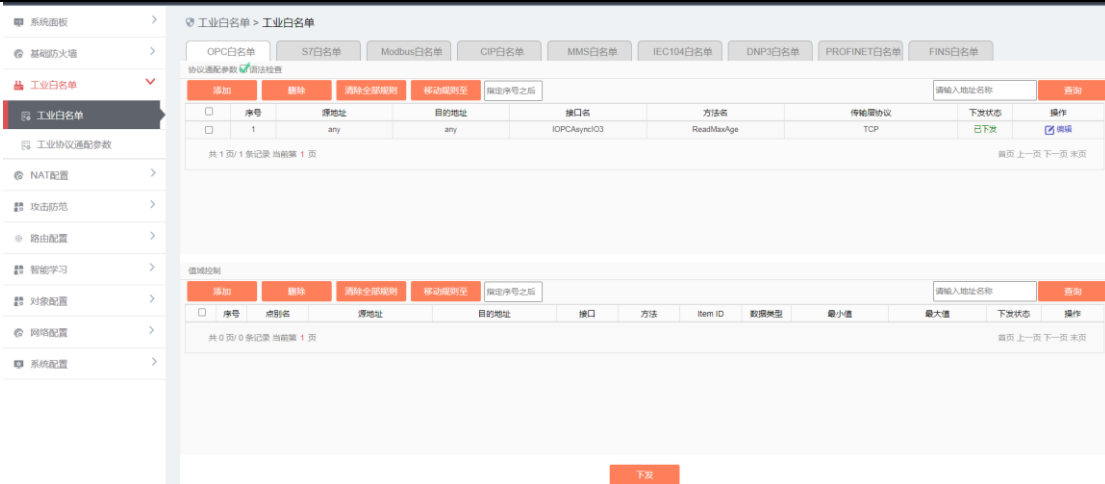 系统面板
基础防火墙
工业白名单
工业白名单
工业协议通配参数
NAT配置
攻击防范
路由配置
智能学习
对象配置
网络配置
系统配置
工业白名单 > 工业白名单
OPC白名单 S7白名单 Modbus白名单 CIP白名单 MMS白名单 IEC104白名单 DNP3白名单 PROFINET白名单 FINS白名单
协议通配参数 语法检查
添加 删除 清除全部规则 移动规则至 指定序号之后 请输入地址名称 查询
序号 源地址 目的地址 接口名 方法名 传输层协议 下发状态 操作
1 any any IOPCAsyncIO3 ReadMaxAge TCP 已下发 编辑
共 1 页/ 1 条记录 当前第 1 页 首页 上一页 下一页 末页
值域控制
添加 删除 清除全部规则 移动规则至 指定序号之后 请输入地址名称 查询
序号 点别名 源地址 目的地址 接口 方法 Item ID 数据类型 最小值 最大值 下发状态 操作
共 0 页/ 0 条记录 当前第 1 页 首页 上一页 下一页 末页
下发